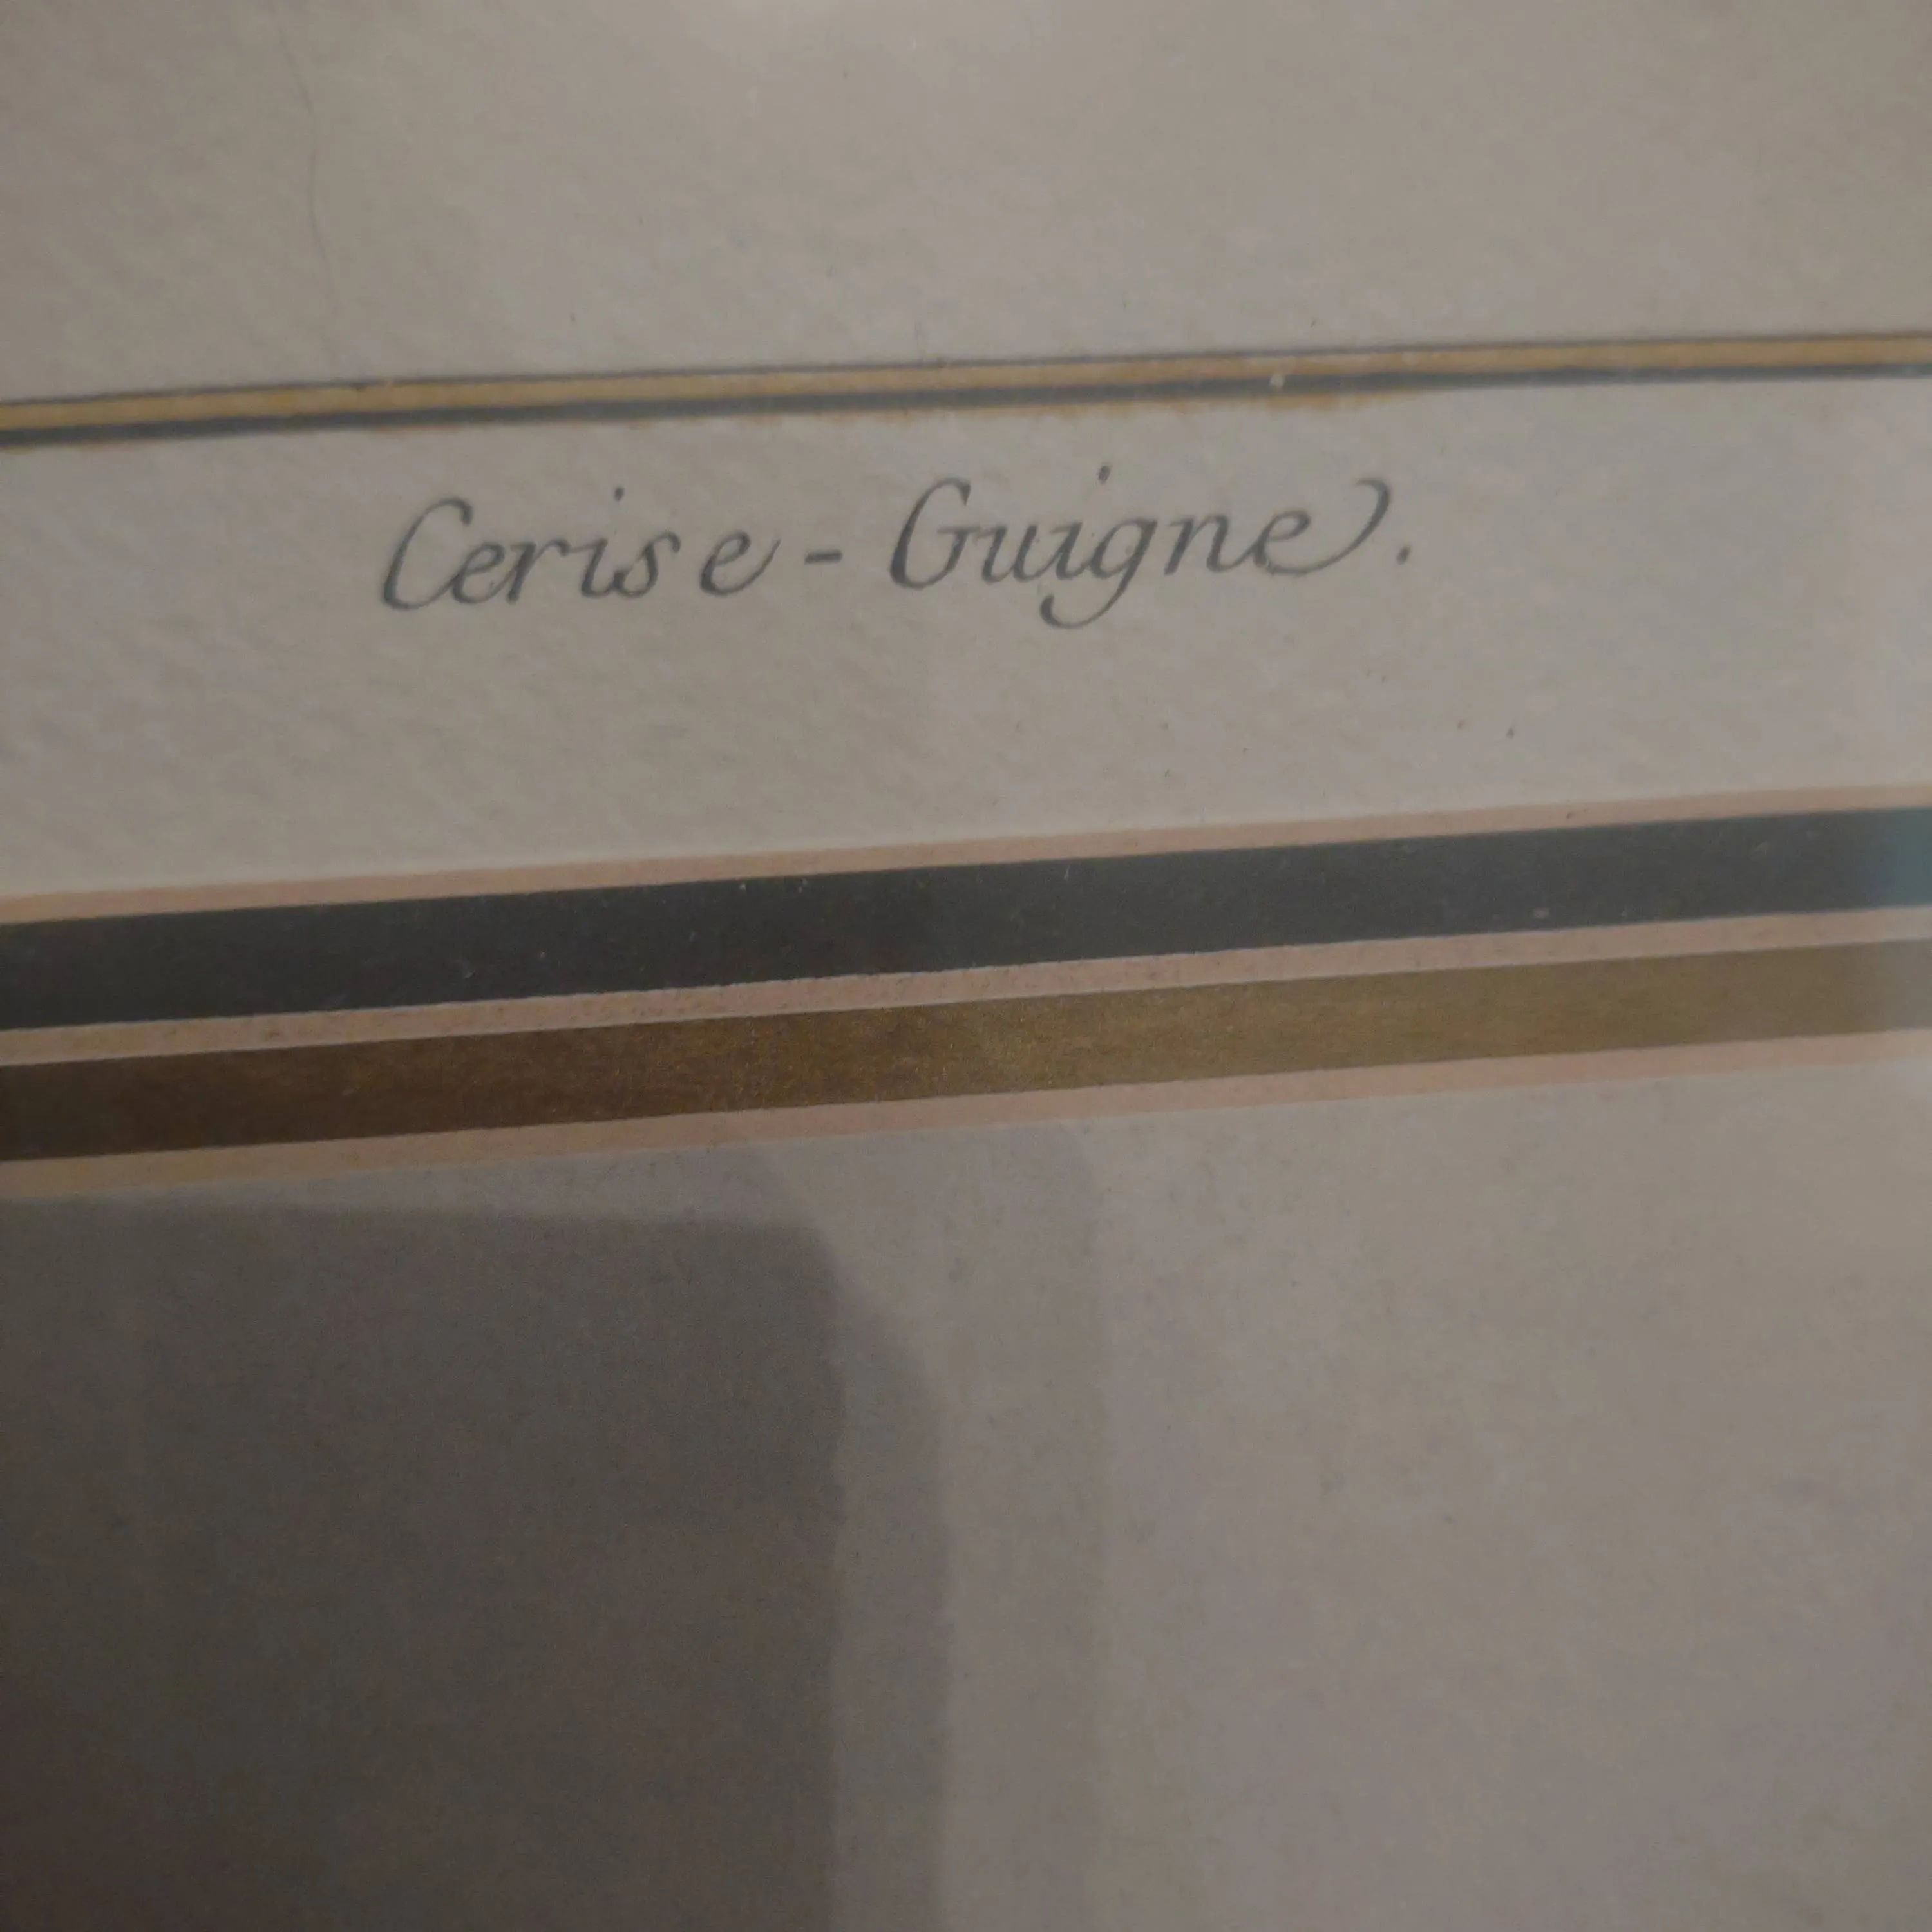 Cerise - Guigne.